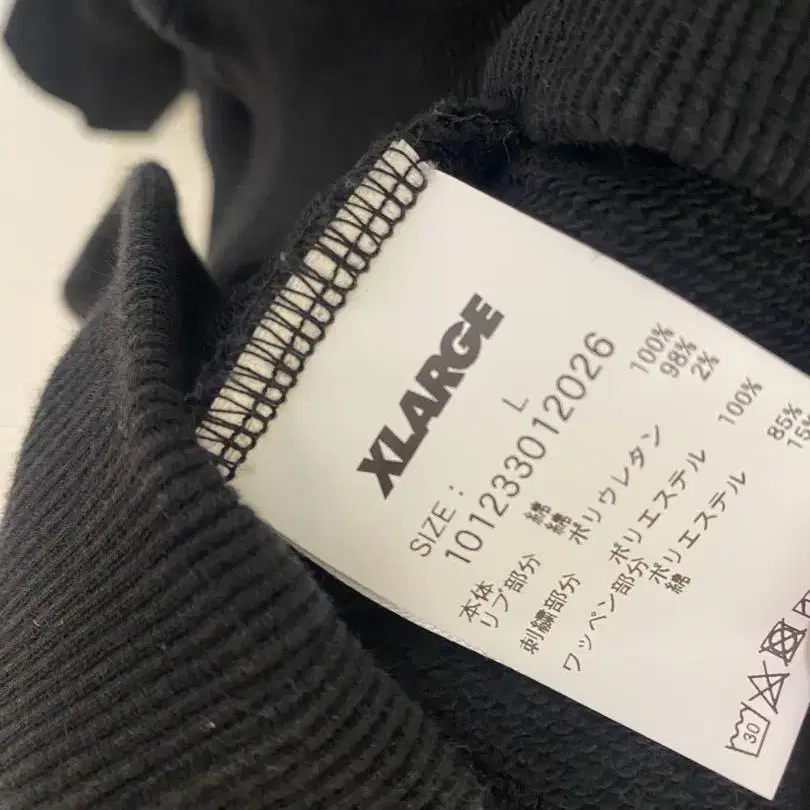 XLARGE
SIZE: L
101233012026
本体 綿 100%
リブ部分 綿 98%
ポリウレタン 2%
刺繍部分 ポリエステル 100%
ワッペン部分 ポリエステル 85%
綿 15%
30